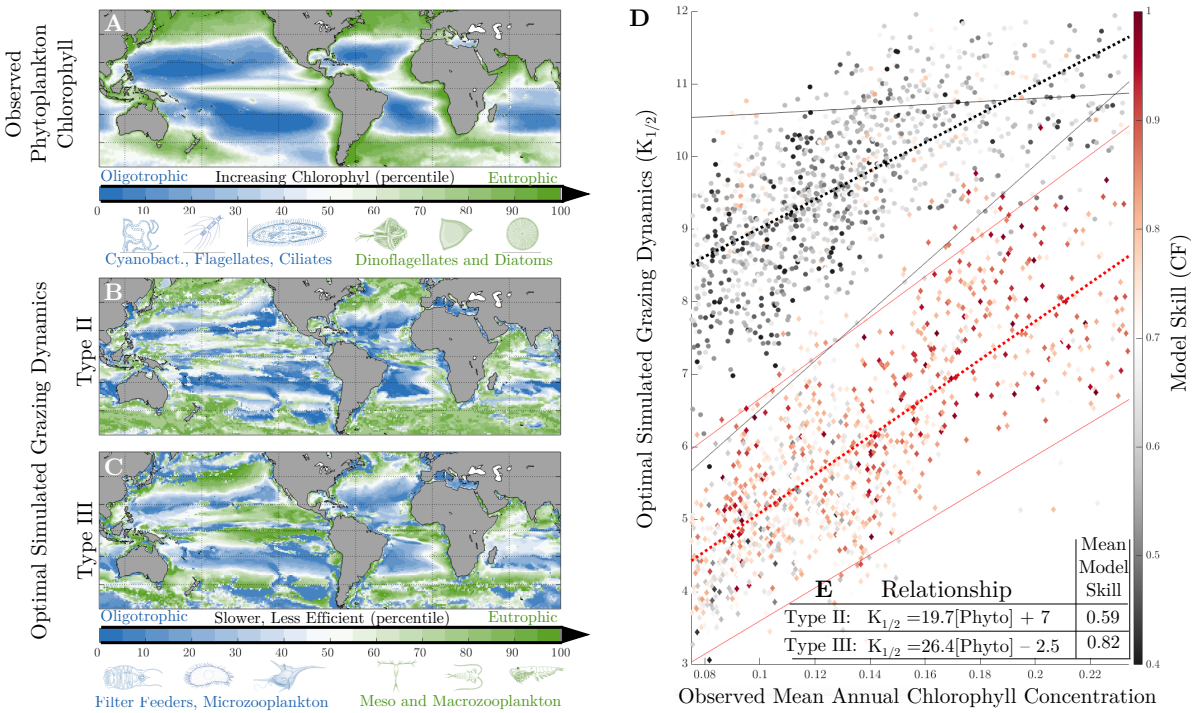 Observed
Phytoplankton
Chlorophyll
A
Oligotrophic
Increasing Chlorophyl (percentile)
Eutrophic
0 10 20 30 40 50 60 70 80 90 100
Cyanobact., Flagellates, Ciliates
Dinoflagellates and Diatoms
Optimal Simulated Grazing Dynamics
Type II
B
Type III
C
Oligotrophic
Slower, Less Efficient (percentile)
Eutrophic
0 10 20 30 40 50 60 70 80 90 100
Filter Feeders, Microzooplankton
Meso and Macrozooplankton
D
Optimal Simulated Grazing Dynamics (K1/2)
12
11
10
9
8
7
6
5
4
3
0.08 0.1 0.12 0.14 0.16 0.18 0.2 0.22
Observed Mean Annual Chlorophyll Concentration
E Relationship
Mean
Model
Skill
Type II: K1/2 =19.7[Phyto] + 7 0.59
Type III: K1/2 =26.4[Phyto] – 2.5 0.82
1
0.9
0.8
0.7
0.6
0.5
0.4
Model Skill (CF)